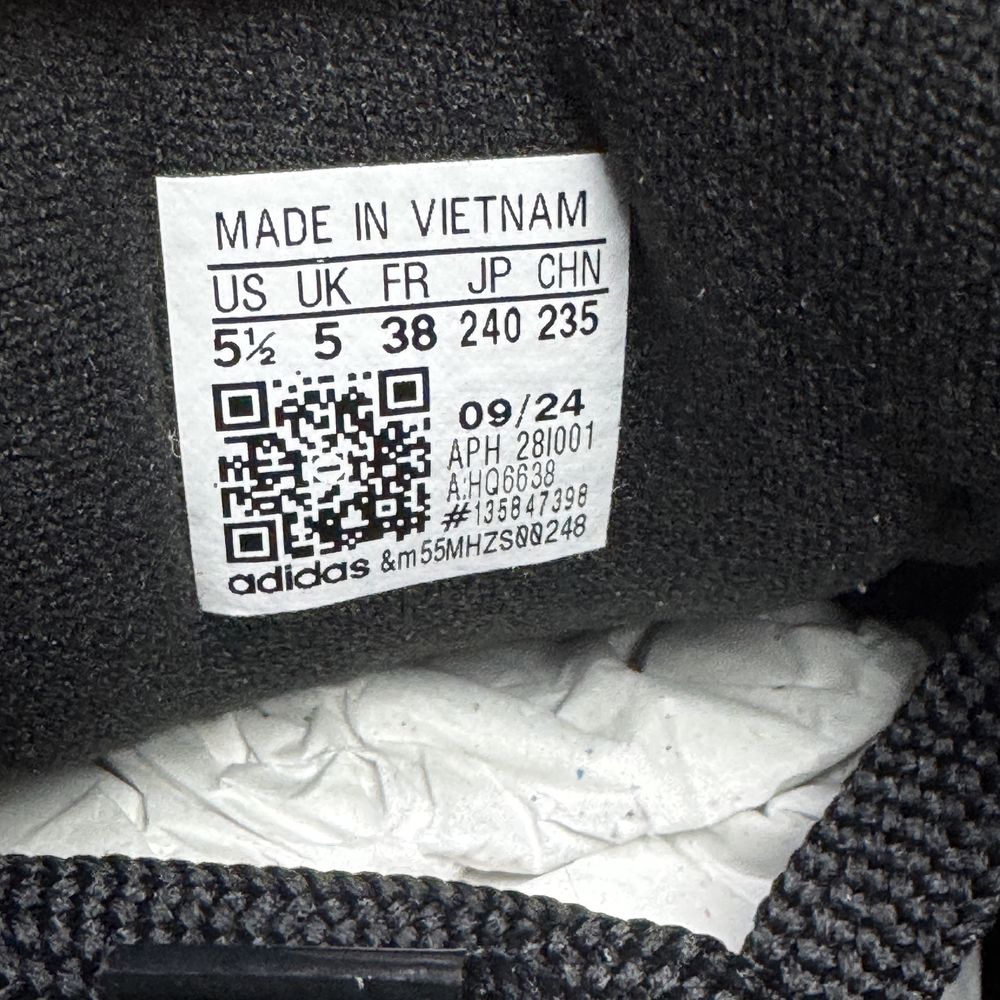 MADE IN VIETNAM
US UK FR JP CHN
5½ 5 38 240 235
09/24
APH 28I001
A:HQ6638
#135847398
adidas &m55MHZS00248